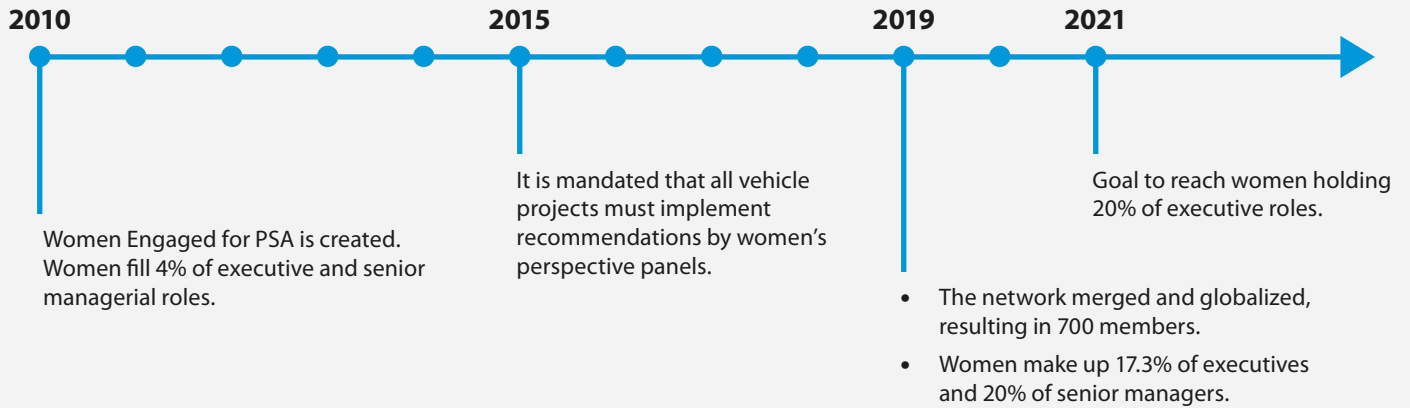 2010
2015
2019
2021
Women Engaged for PSA is created.
Women fill 4% of executive and senior
managerial roles.
It is mandated that all vehicle
projects must implement
recommendations by women’s
perspective panels.
• The network merged and globalized,
resulting in 700 members.
• Women make up 17.3% of executives
and 20% of senior managers.
Goal to reach women holding
20% of executive roles.